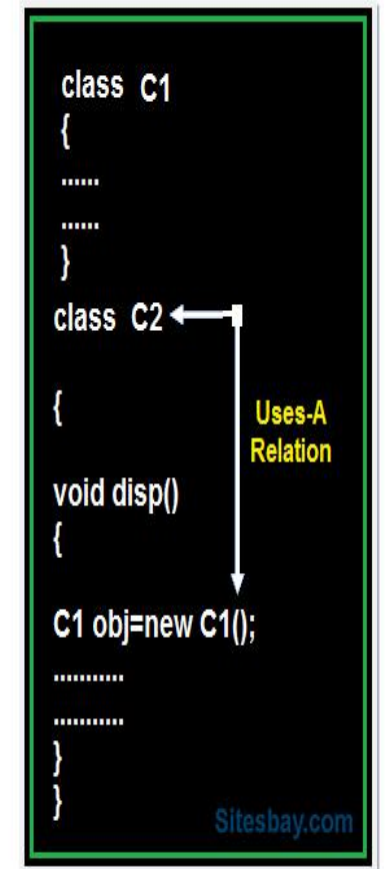 class C1
{
......
......
}
class C2
{
Uses-A
Relation
void disp()
{
C1 obj=new C1();
...........
...........
}
}
Sitesbay.com